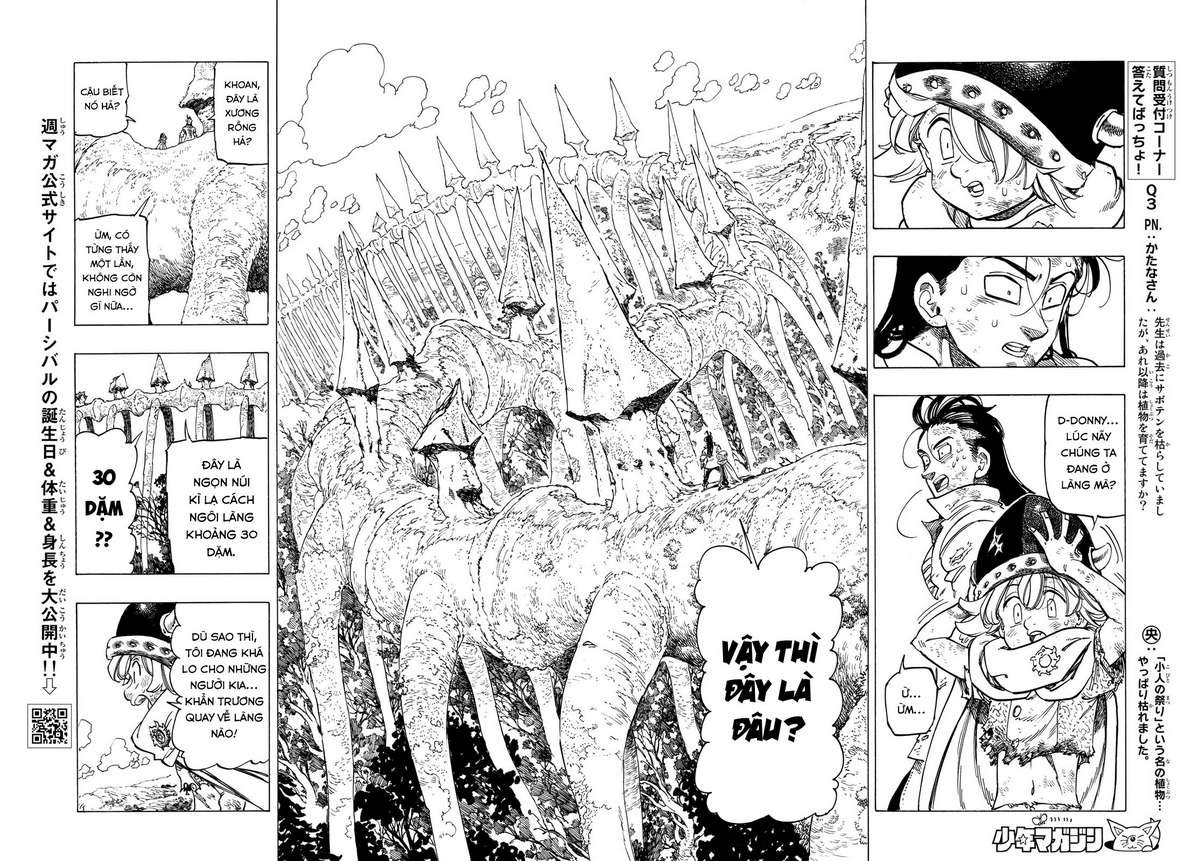 質問受付コーナー
答えてばっちょ!
Q3 PN.:かたなさん:
先生は過去にサボテンを枯らしていまし
たが、あれ以降は植物を育ててますか?
央:「小人の祭り」という名の植物…
やっぱり枯れました。
D-DONNY...
LÚC NÀY
CHÚNG TA
ĐANG Ở
LÀNG MÀ?
Ừ...
ỪM...
少年マガジン
VẬY THÌ
ĐÂY LÀ
ĐÂU?
KHOAN,
ĐÂY LÀ
XƯƠNG
RỒNG
HẢ?
CẬU BIẾT
NÓ HẢ?
ỪM, CÓ
TỪNG THẤY
MỘT LẦN,
KHÔNG CÒN
NGHI NGỜ
GÌ NỮA...
ĐÂY LÀ
NGỌN NÚI
KÌ LẠ CÁCH
NGÔI LÀNG
KHOẢNG 30
DẶM.
30
DẶM
??
DÙ SAO THÌ,
TÔI ĐANG KHÁ
LO CHO NHỮNG
NGƯỜI KIA...
KHẨN TRƯƠNG
QUAY VỀ LÀNG
NÀO!
週マガ公式サイトではパーシバルの誕生日&体重&身長を大公開中!!⇨